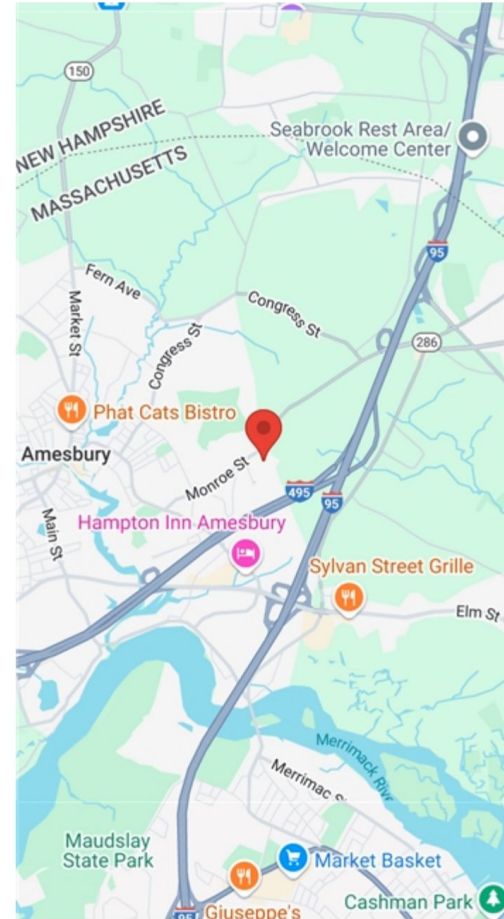 150
NEW HAMPSHIRE
MASSACHUSETTS
Seabrook Rest Area/
Welcome Center
95
Fern Ave
Market St
Congress St
Congress St
286
Phat Cats Bistro
Amesbury
Monroe St
495
95
Main St
Hampton Inn Amesbury
Sylvan Street Grille
Elm St
Merrimack River
Merrimac S
Maudslay
State Park
Market Basket
Cashman Park
95
Giuseppe's